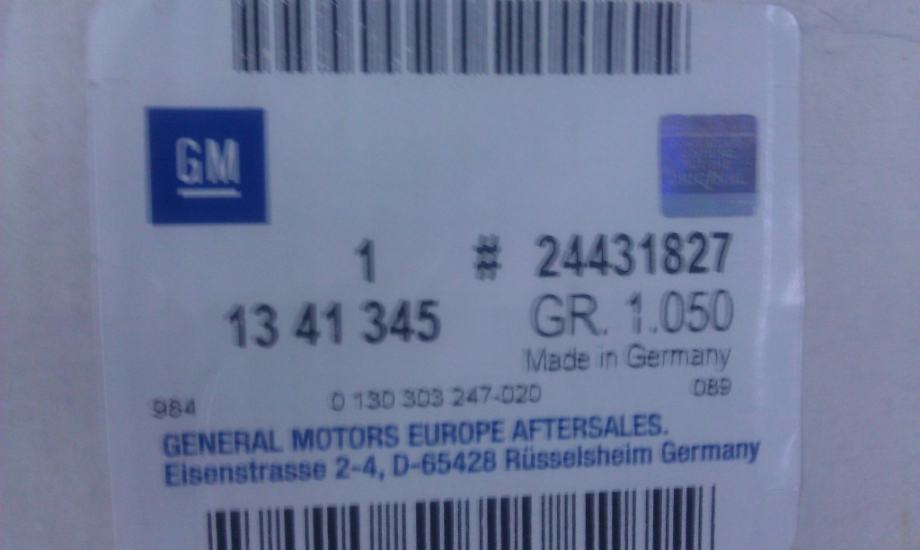 GM
ORIGINAL
1 # 24431827
13 41 345 GR. 1.050
Made in Germany
984 0 130 303 247-020 089
GENERAL MOTORS EUROPE AFTERSALES.
Eisenstrasse 2-4, D-65428 Rüsselsheim Germany